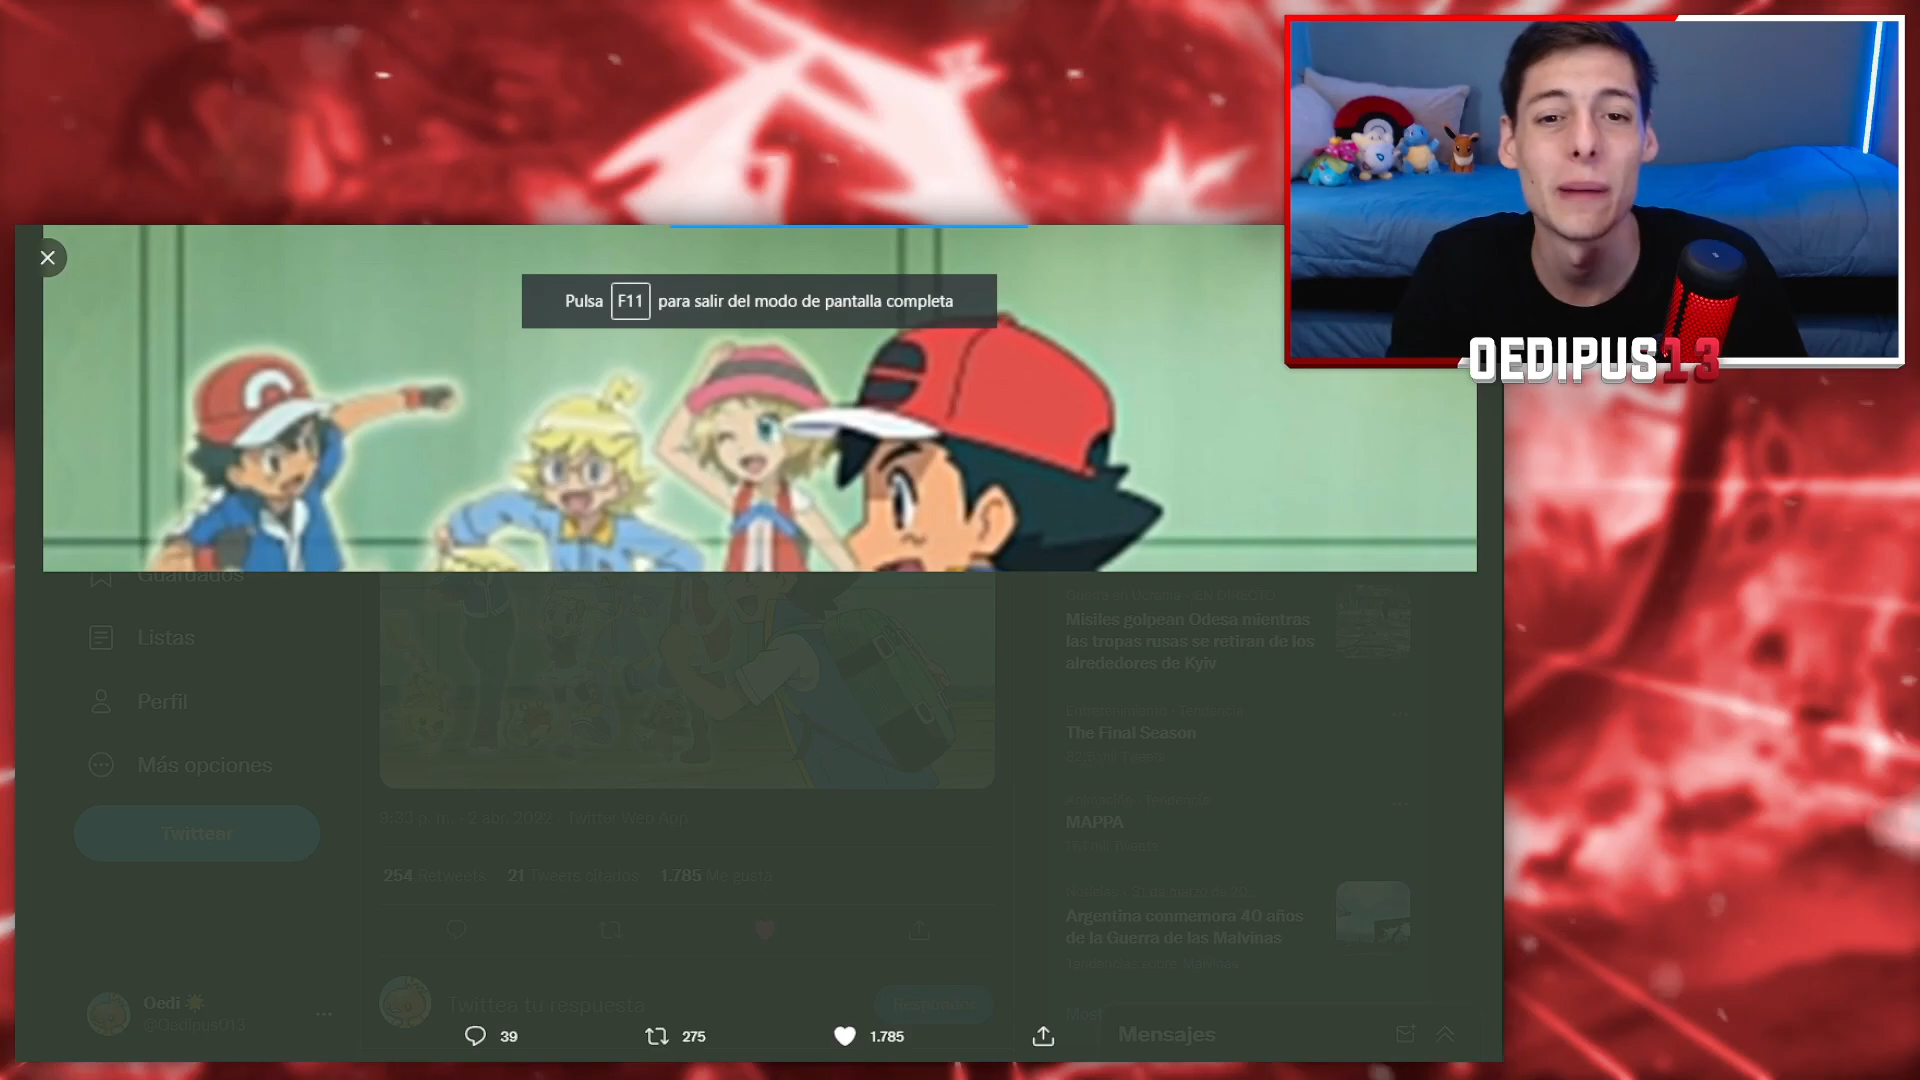 Pulsa F11 para salir del modo de pantalla completa
OEDIPUS13
Guardados
Listas
Perfil
Más opciones
Twittear
Oedi
@Oedipus013
9:33 p. m. · 2 abr. 2022 · Twitter Web App
254 Retweets 21 Tweets citados 1.785 Me gusta
Twittea tu respuesta
Responder
39
275
1.785
Guerra en Ucrania · EN DIRECTO
Misiles golpean Odesa mientras
las tropas rusas se retiran de los
alrededores de Kyiv
Entretenimiento · Tendencia
The Final Season
MAPPA
Argentina conmemora 40 años
de la Guerra de las Malvinas
Tendencias sobre: Malvinas
Most
Mensajes